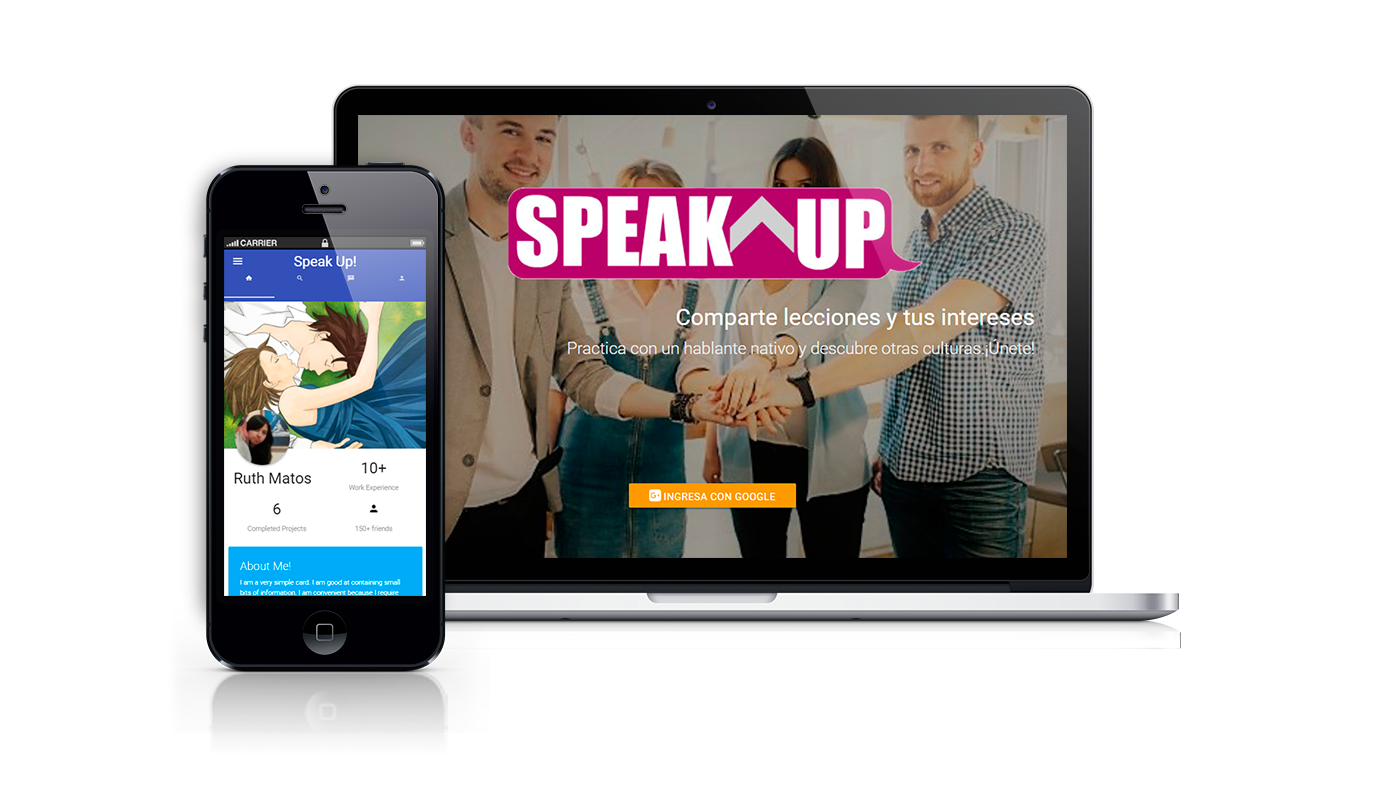 CARRIER
Speak Up!
Ruth Matos
10+
Work Experience
6
Completed Projects
150+ friends
About Me!
I am a very simple card. I am good at containing small
bits of information. I am convenient because I require
SPEAK UP
Comparte lecciones y tus intereses
Practica con un hablante nativo y descubre otras culturas ¡Únete!
G+ INGRESA CON GOOGLE